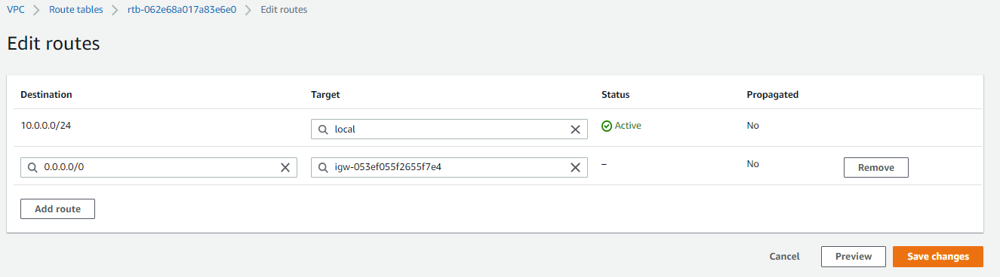 VPC > Route tables > rtb-062e68a017a83e6e0 > Edit routes
Edit routes
Destination Target Status Propagated
10.0.0.0/24 local Active No
0.0.0.0/0 igw-053ef055f2655f7e4 – No Remove
Add route
Cancel Preview Save changes